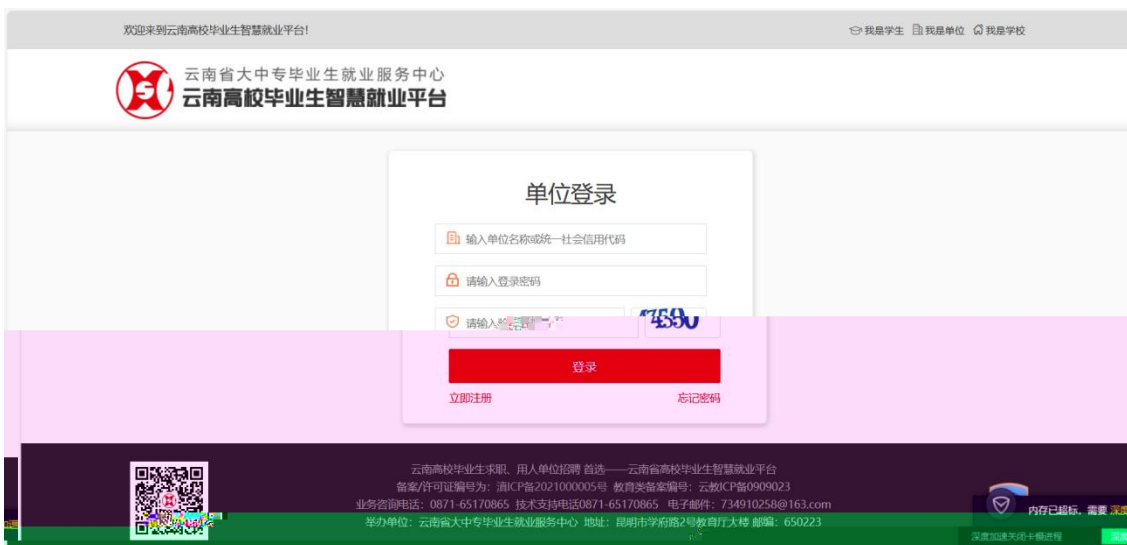 欢迎来到云南高校毕业生智慧就业平台!
我是学生 我是单位 我是学校
云南省大中专毕业生就业服务中心
云南高校毕业生智慧就业平台
单位登录
输入单位名称或统一社会信用代码
请输入登录密码
请输入
登录
立即注册 忘记密码
云南高校毕业生求职、用人单位招聘 首选——云南省高校毕业生智慧就业平台
备案/许可证编号为:滇ICP备2021000005号 教育类备案编号:云教ICP备0909023
业务咨询电话:0871-65170865 技术支持电话0871-65170865 电子邮件:734910258@163.com
举办单位:云南省大中专毕业生就业服务中心 地址:昆明市学府路2号教育厅大楼 邮编:650223
内存已超标,需要
深度加速关闭卡慢进程